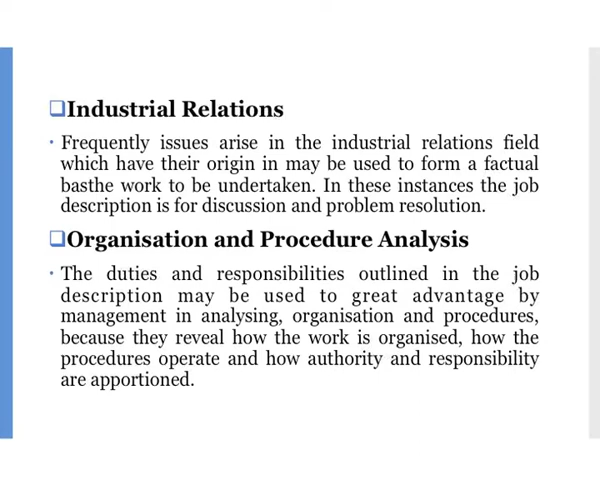 ❑Industrial Relations
• Frequently issues arise in the industrial relations field
which have their origin in may be used to form a factual
basthe work to be undertaken. In these instances the job
description is for discussion and problem resolution.
❑Organisation and Procedure Analysis
• The duties and responsibilities outlined in the job
description may be used to great advantage by
management in analysing, organisation and procedures,
because they reveal how the work is organised, how the
procedures operate and how authority and responsibility
are apportioned.